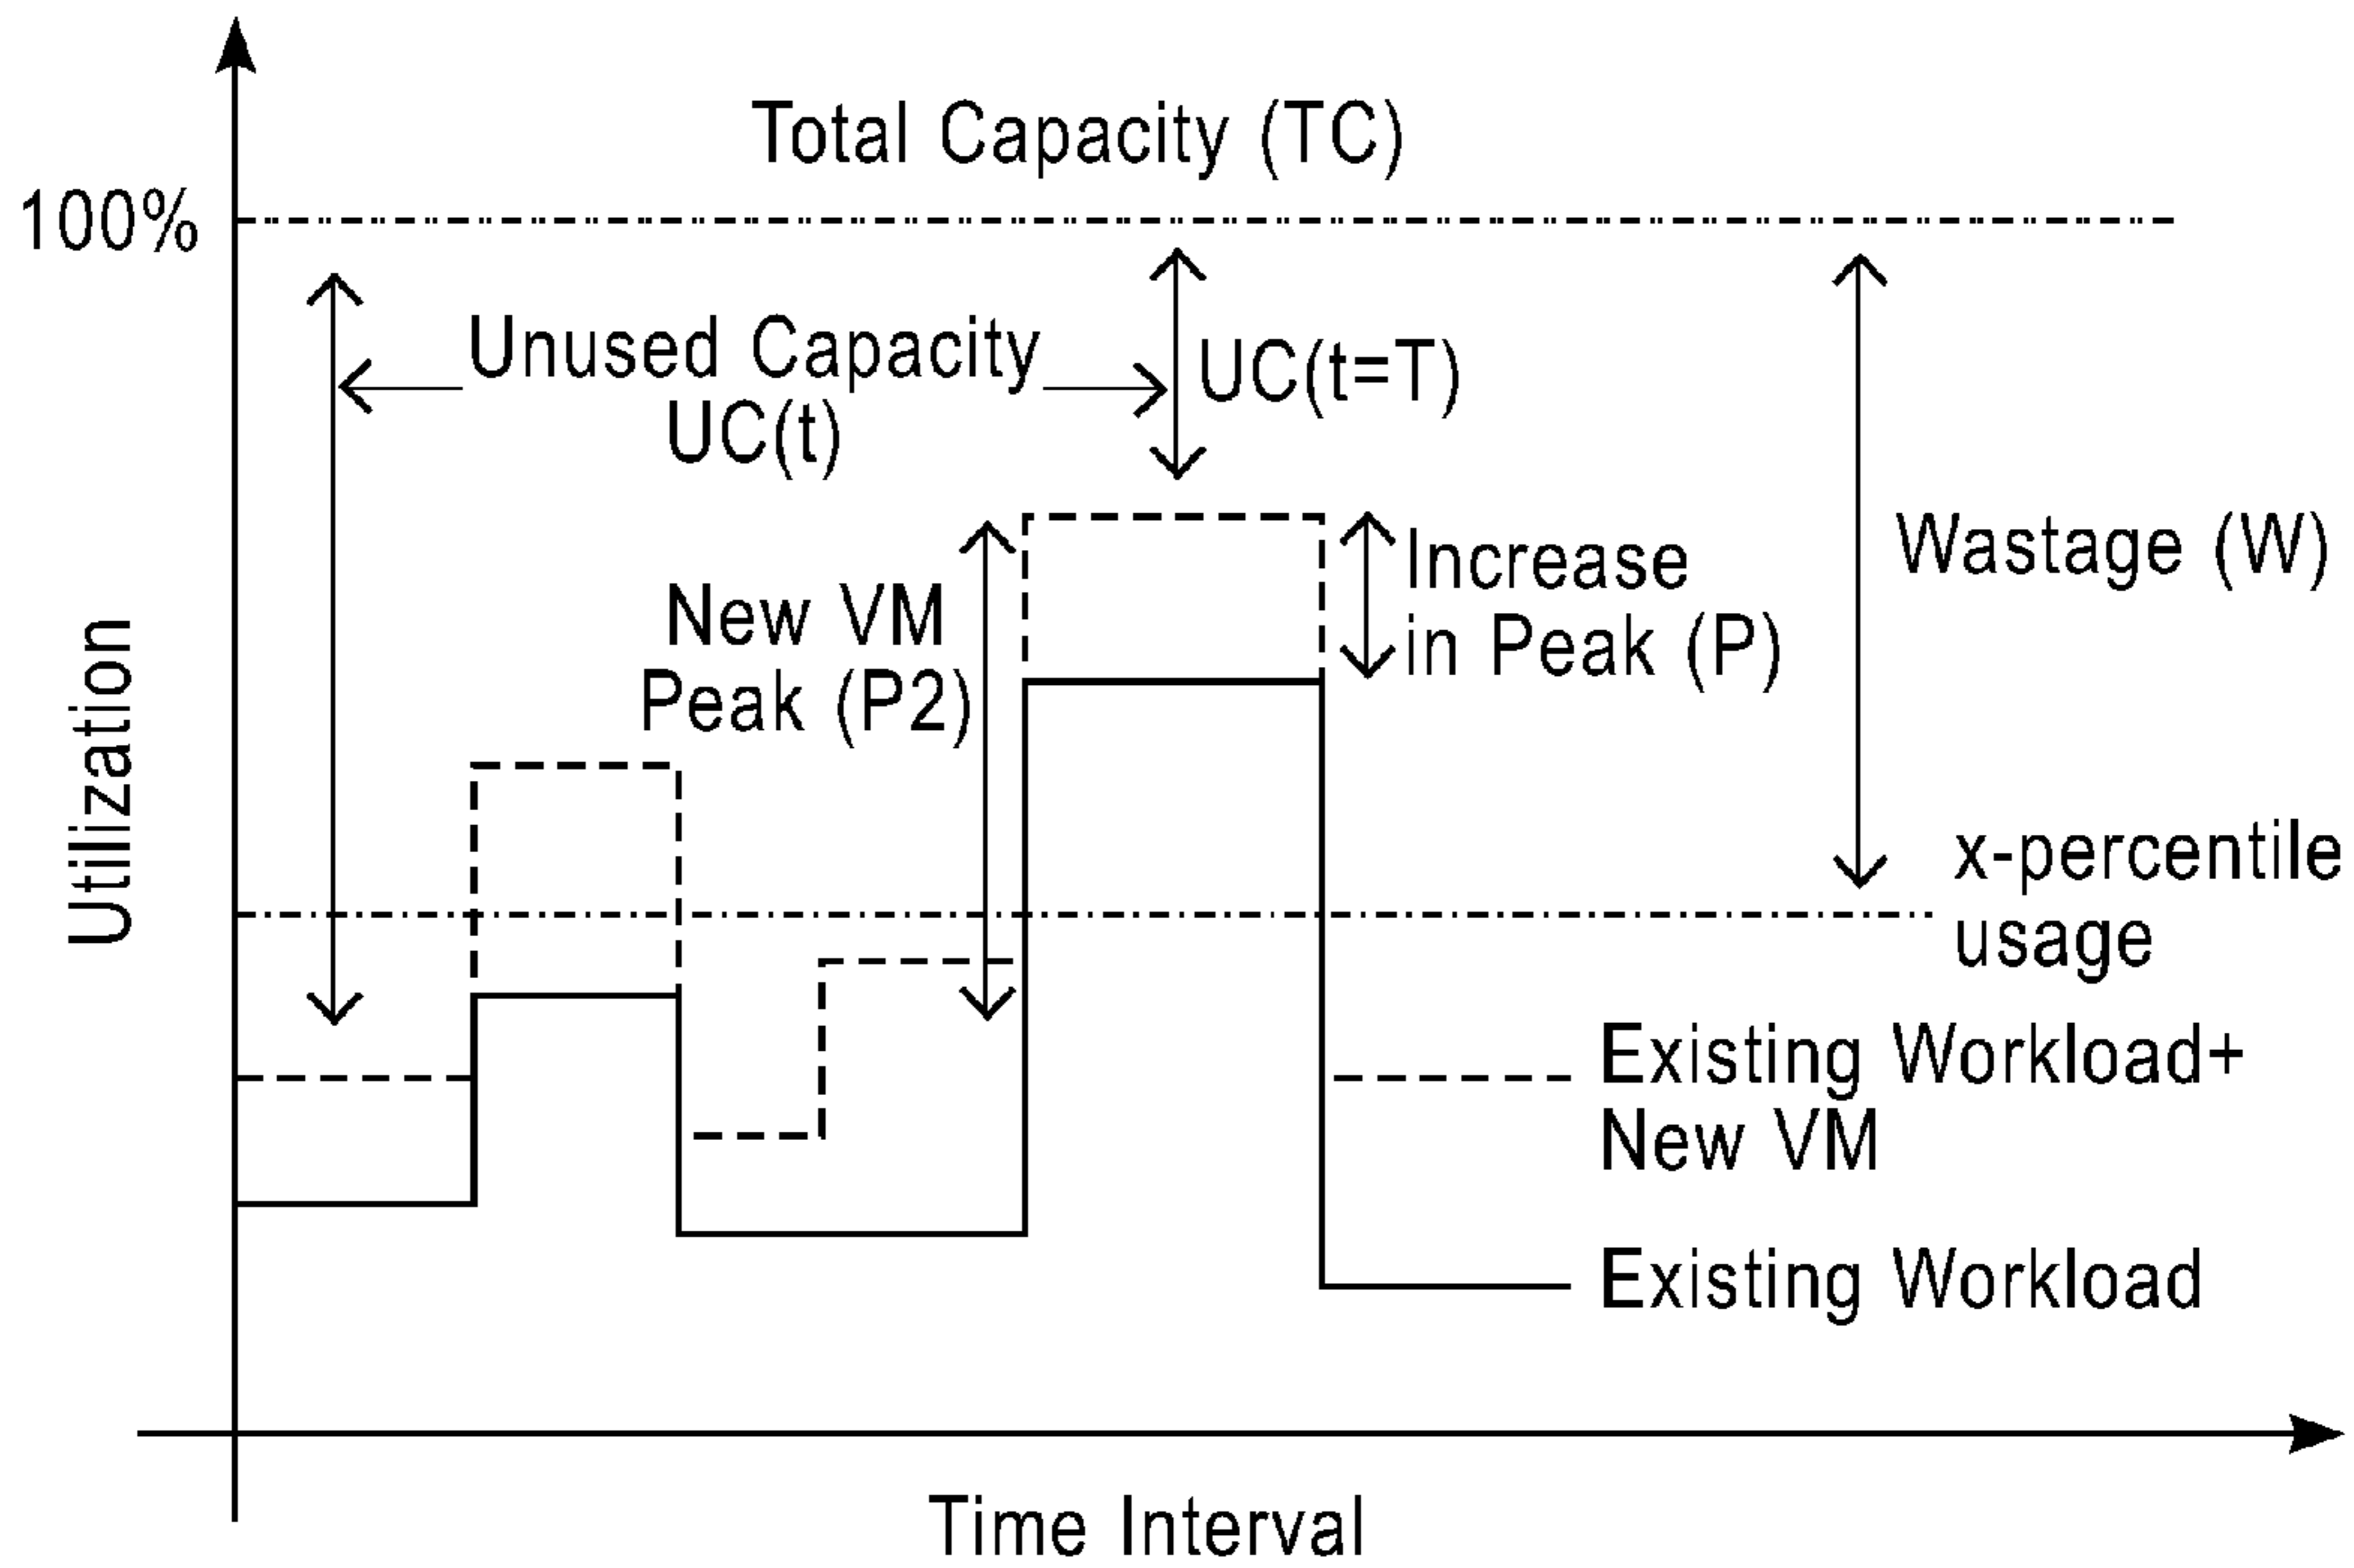 Total Capacity (TC)
100%
Unused Capacity
UC(t)
UC(t=T)
New VM
Peak (P2)
Increase
in Peak (P)
Wastage (W)
Utilization
x-percentile
usage
Existing Workload+
New VM
Existing Workload
Time Interval